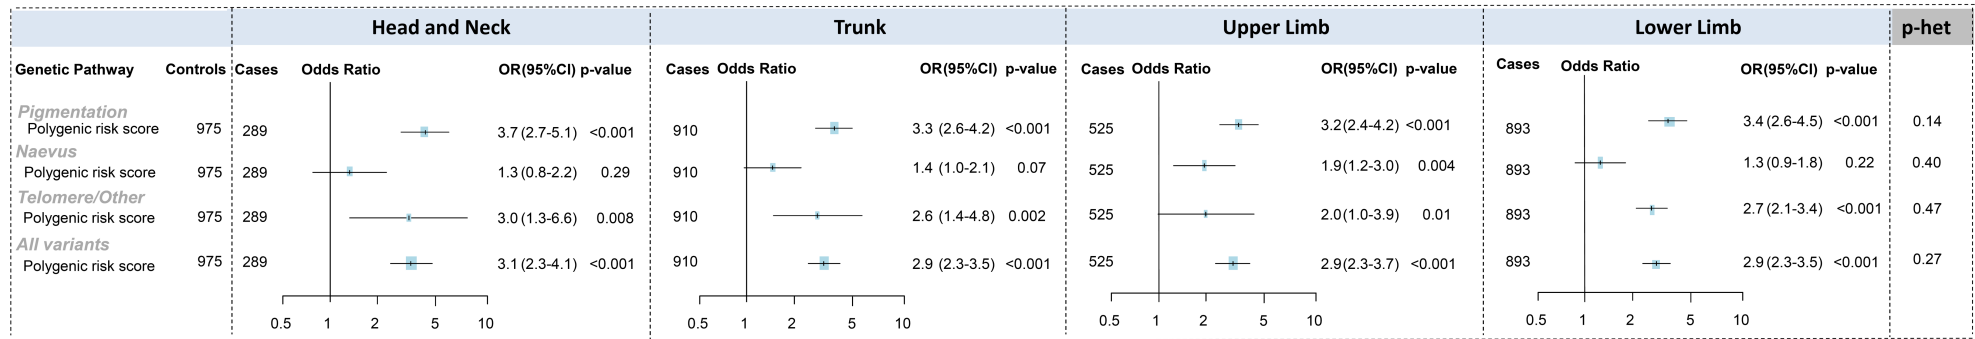 Head and Neck Trunk Upper Limb Lower Limb p-het
Genetic Pathway Controls Cases Odds Ratio OR(95%CI) p-value Cases Odds Ratio OR(95%CI) p-value Cases Odds Ratio OR(95%CI) p-value Cases Odds Ratio OR(95%CI) p-value
Pigmentation
Polygenic risk score 975 289 3.7 (2.7-5.1) <0.001 910 3.3 (2.6-4.2) <0.001 525 3.2(2.4-4.2) <0.001 893 3.4(2.6-4.5) <0.001 0.14
Naevus
Polygenic risk score 975 289 1.3 (0.8-2.2) 0.29 910 1.4 (1.0-2.1) 0.07 525 1.9(1.2-3.0) 0.004 893 1.3(0.9-1.8) 0.22 0.40
Telomere/Other
Polygenic risk score 975 289 3.0 (1.3-6.6) 0.008 910 2.6 (1.4-4.8) 0.002 525 2.0(1.0-3.9) 0.01 893 2.7(2.1-3.4) <0.001 0.47
All variants
Polygenic risk score 975 289 3.1 (2.3-4.1) <0.001 910 2.9 (2.3-3.5) <0.001 525 2.9(2.3-3.7) <0.001 893 2.9(2.3-3.5) <0.001 0.27
0.5 1 2 5 10 0.5 1 2 5 10 0.5 1 2 5 10 0.5 1 2 5 10